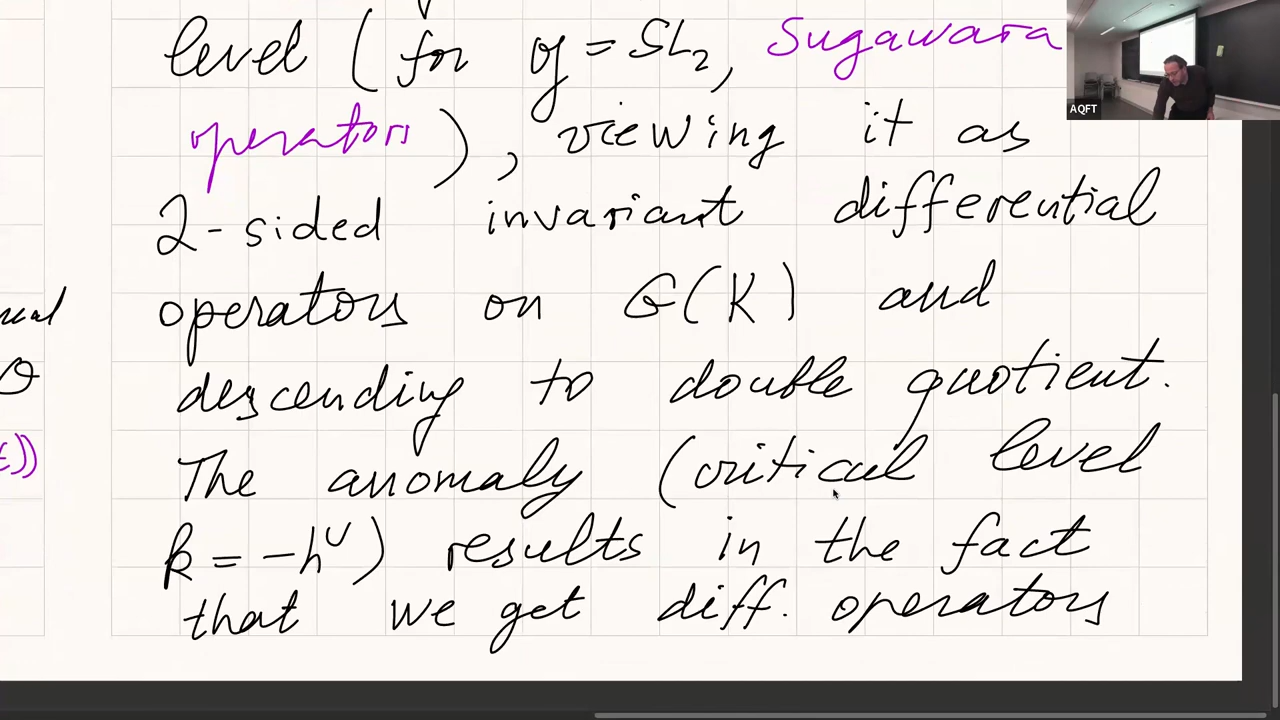 level (for g = sl₂, Sugawara
operators), viewing it as
2-sided invariant differential
operators on G(K) and
descending to double quotient.
The anomaly (critical level
k = -h^∨) results in the fact
that we get diff. operators
AQFT